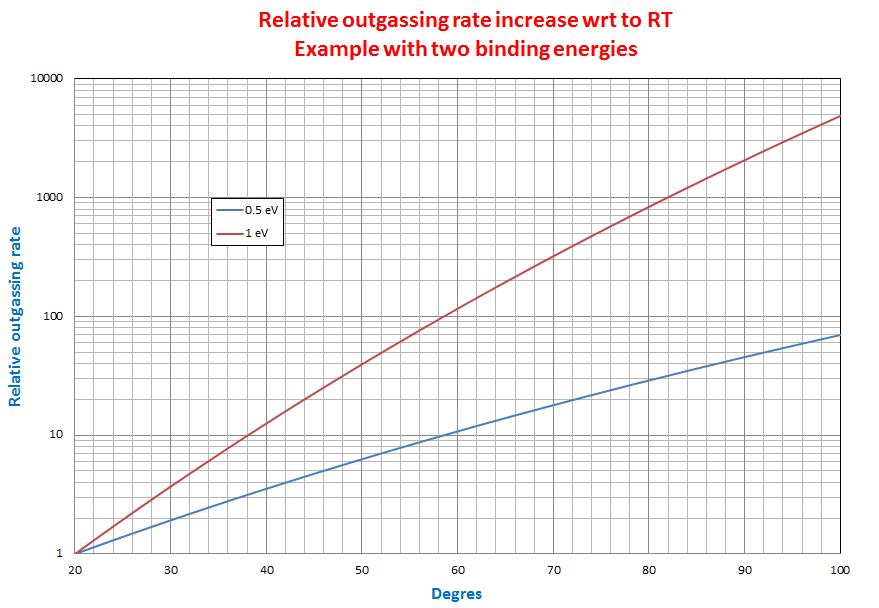 Relative outgassing rate increase wrt to RT
Example with two binding energies
10000
1000
100
10
1
Relative outgassing rate
0.5 eV
1 eV
20 30 40 50 60 70 80 90 100
Degres